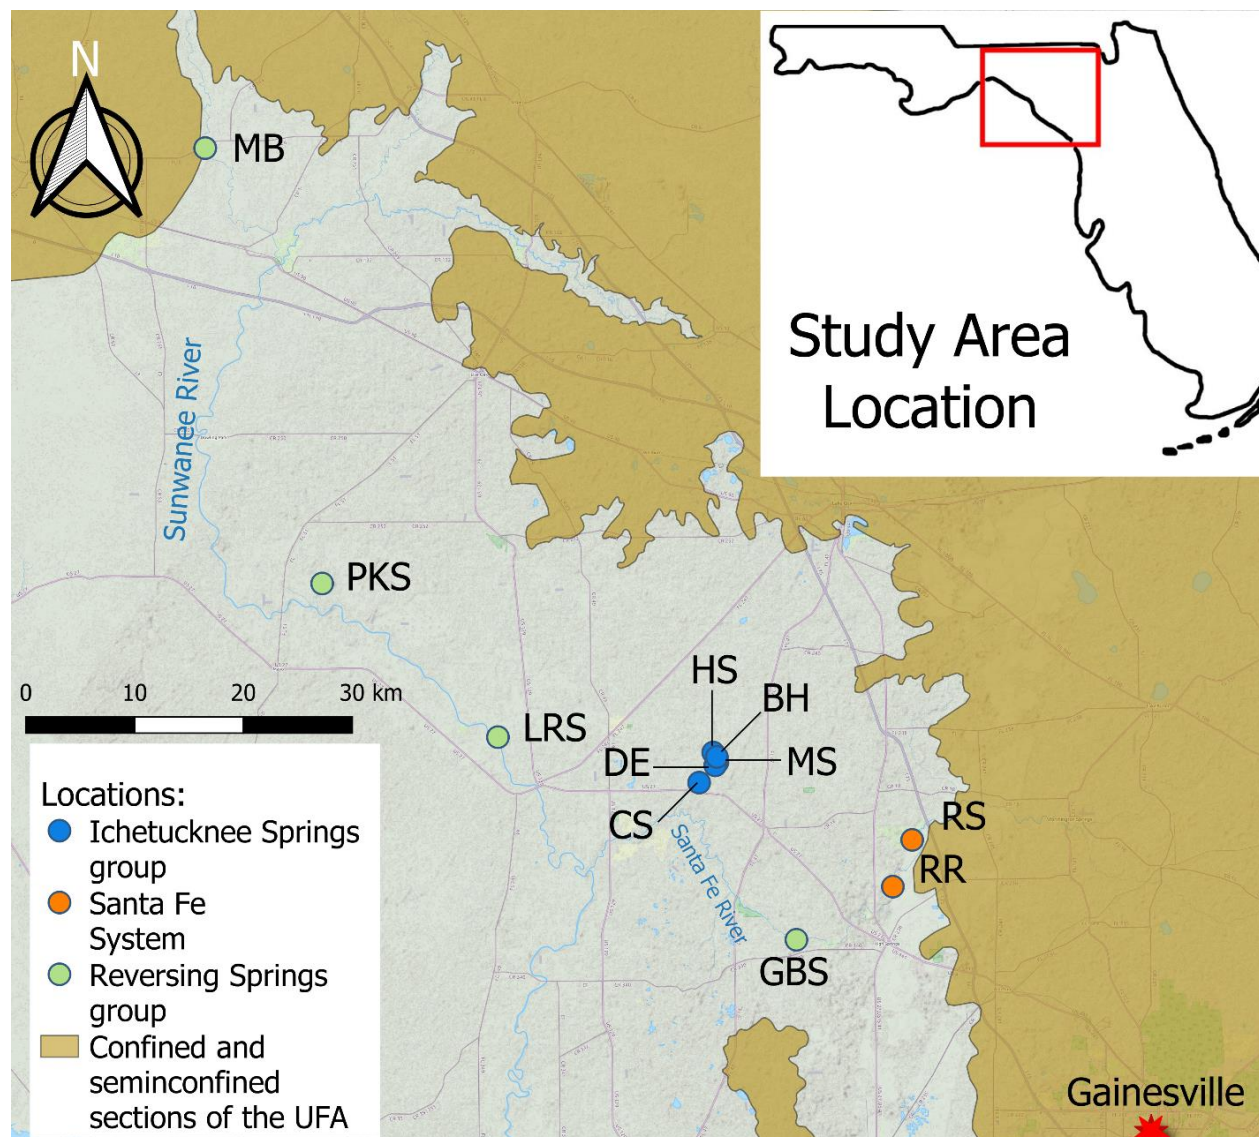 N
MB
Study Area
Location
Sunwanee River
PKS
0 10 20 30 km
HS
BH
LRS
DE
MS
CS
RS
RR
Santa Fe River
GBS
Locations:
Ichetucknee Springs
group
Santa Fe
System
Reversing Springs
group
Confined and
seminconfined
sections of the UFA
Gainesville